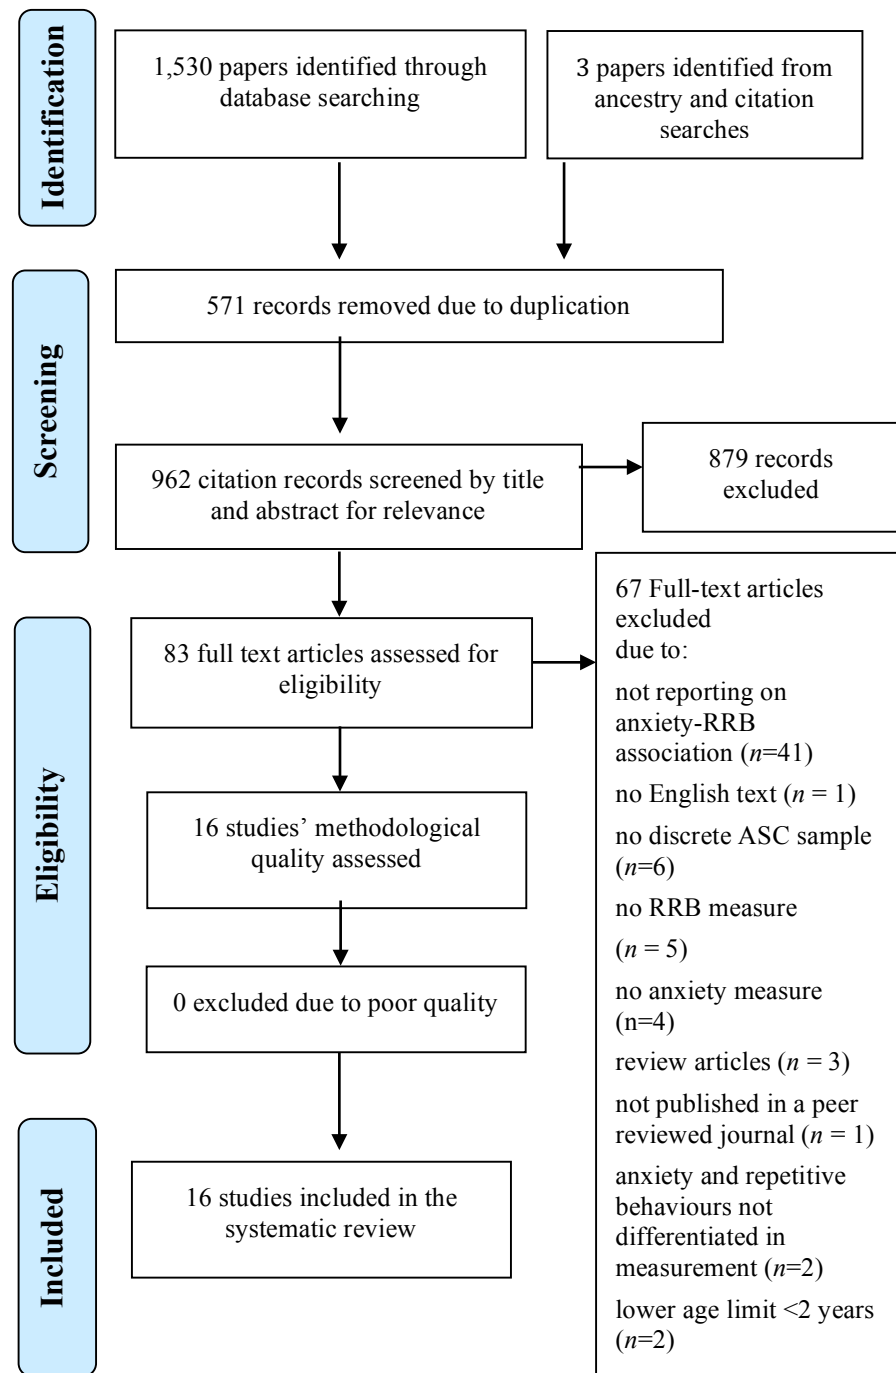 Identification
1,530 papers identified through
database searching
3 papers identified from
ancestry and citation
searches
Screening
571 records removed due to duplication
962 citation records screened by title
and abstract for relevance
879 records
excluded
Eligibility
83 full text articles assessed for
eligibility
67 Full-text articles
excluded
due to:
not reporting on
anxiety-RRB
association (n=41)
no English text (n = 1)
no discrete ASC sample
(n=6)
no RRB measure
(n = 5)
no anxiety measure
(n=4)
review articles (n = 3)
not published in a peer
reviewed journal (n = 1)
anxiety and repetitive
behaviours not
differentiated in
measurement (n=2)
lower age limit <2 years
(n=2)
16 studies’ methodological
quality assessed
0 excluded due to poor quality
Included
16 studies included in the
systematic review